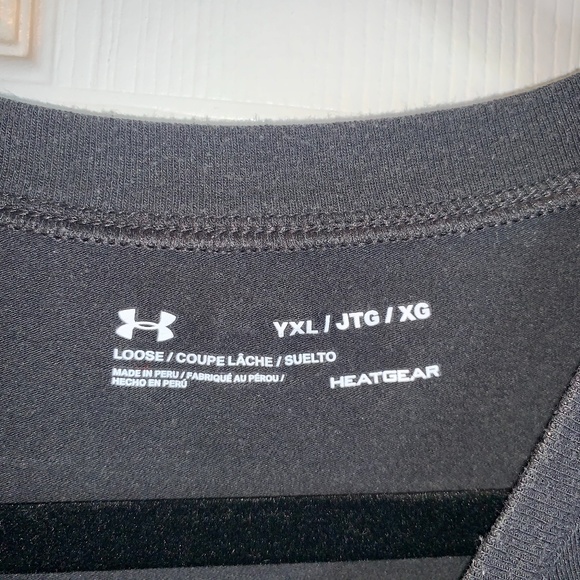 YXL / JTG / XG
LOOSE / COUPE LÂCHE / SUELTO
MADE IN PERU / FABRIQUÉ AU PÉROU /
HECHO EN PERÚ
HEATGEAR